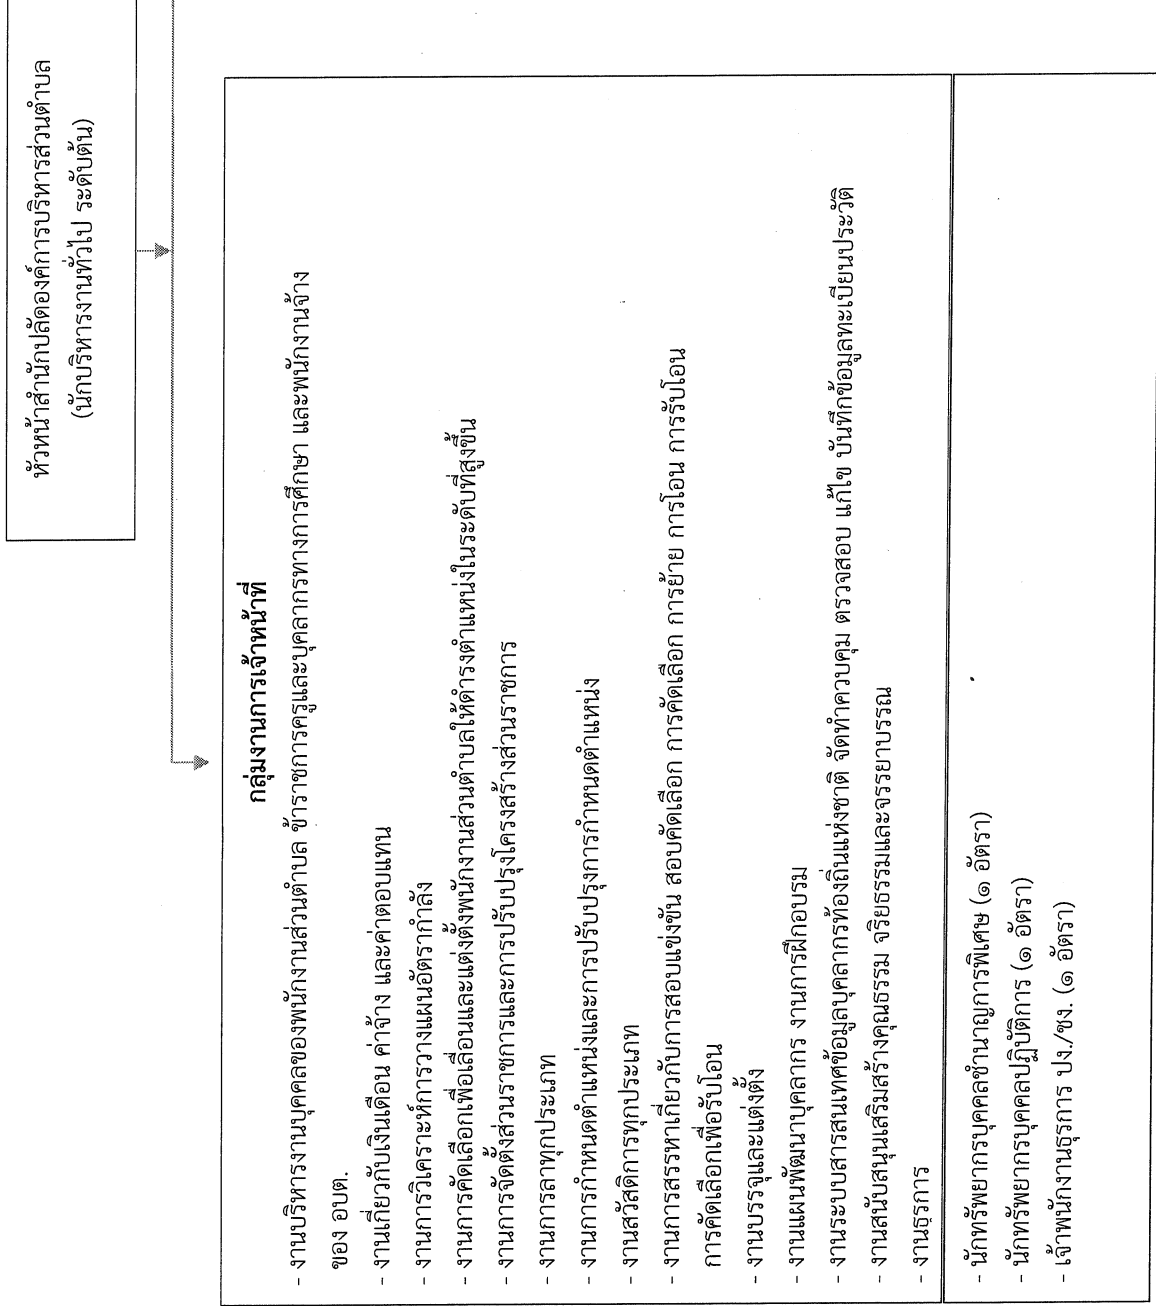 หัวหน้าสำนักปลัดองค์การบริหารส่วนตำบล
(นักบริหารงานทั่วไป ระดับต้น)
กลุ่มงานการเจ้าหน้าที่
- งานบริหารงานบุคคลของพนักงานส่วนตำบล ข้าราชการครูและบุคลากรทางการศึกษา และพนักงานจ้าง
ของ อบต.
- งานเกี่ยวกับเงินเดือน ค่าจ้าง และค่าตอบแทน
- งานการวิเคราะห์การวางแผนอัตรากำลัง
- งานการคัดเลือกเพื่อเลื่อนและแต่งตั้งพนักงานส่วนตำบลให้ดำรงตำแหน่งในระดับที่สูงขึ้น
- งานการจัดตั้งส่วนราชการและการปรับปรุงโครงสร้างส่วนราชการ
- งานการลาทุกประเภท
- งานการกำหนดตำแหน่งและการปรับปรุงการกำหนดตำแหน่ง
- งานสวัสดิการทุกประเภท
- งานการสรรหาเกี่ยวกับการสอบแข่งขัน สอบคัดเลือก การคัดเลือก การย้าย การโอน การรับโอน
การคัดเลือกเพื่อรับโอน
- งานบรรจุและแต่งตั้ง
- งานแผนพัฒนาบุคลากร งานการฝึกอบรม
- งานระบบสารสนเทศข้อมูลบุคลากรท้องถิ่นแห่งชาติ จัดทำควบคุม ตรวจสอบ แก้ไข บันทึกข้อมูลทะเบียนประวัติ
- งานสนับสนุนเสริมสร้างคุณธรรม จริยธรรมและจรรยาบรรณ
- งานธุรการ
- นักทรัพยากรบุคคลชำนาญการพิเศษ (๑ อัตรา)
- นักทรัพยากรบุคคลปฏิบัติการ (๑ อัตรา)
- เจ้าพนักงานธุรการ ปง./ชง. (๑ อัตรา)